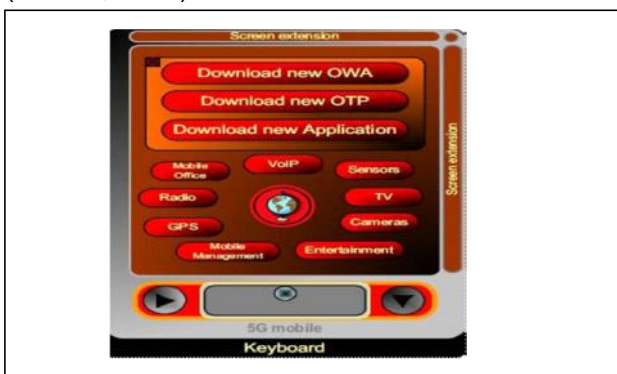 Screen extension
Download new OWA
Download new OTP
Download new Application
Screen extension
Mobile
Office
VoIP
Sensors
Radio
TV
GPS
Cameras
Mobile
Management
Entertainment
5G mobile
Keyboard